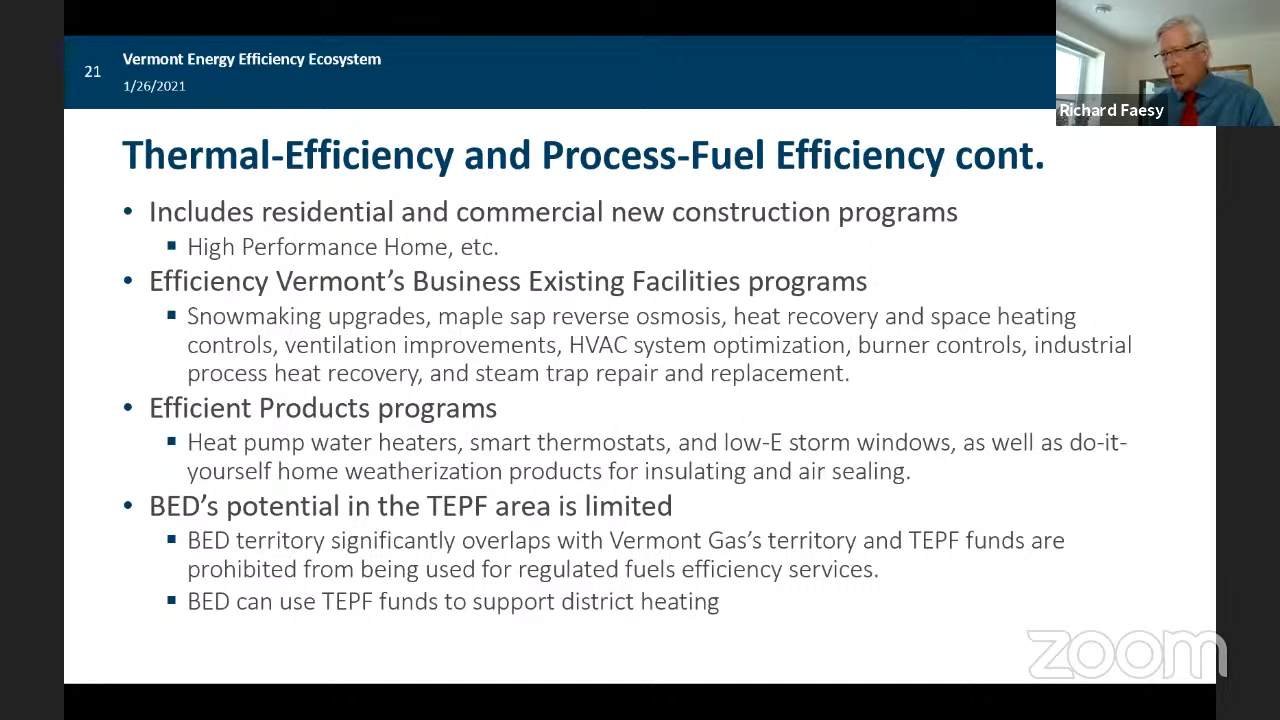 21
Vermont Energy Efficiency Ecosystem
1/26/2021
Richard Faesy
Thermal-Efficiency and Process-Fuel Efficiency cont.
• Includes residential and commercial new construction programs
▪ High Performance Home, etc.
• Efficiency Vermont’s Business Existing Facilities programs
▪ Snowmaking upgrades, maple sap reverse osmosis, heat recovery and space heating
controls, ventilation improvements, HVAC system optimization, burner controls, industrial
process heat recovery, and steam trap repair and replacement.
• Efficient Products programs
▪ Heat pump water heaters, smart thermostats, and low-E storm windows, as well as do-it-
yourself home weatherization products for insulating and air sealing.
• BED’s potential in the TEPF area is limited
▪ BED territory significantly overlaps with Vermont Gas’s territory and TEPF funds are
prohibited from being used for regulated fuels efficiency services.
▪ BED can use TEPF funds to support district heating
zoom